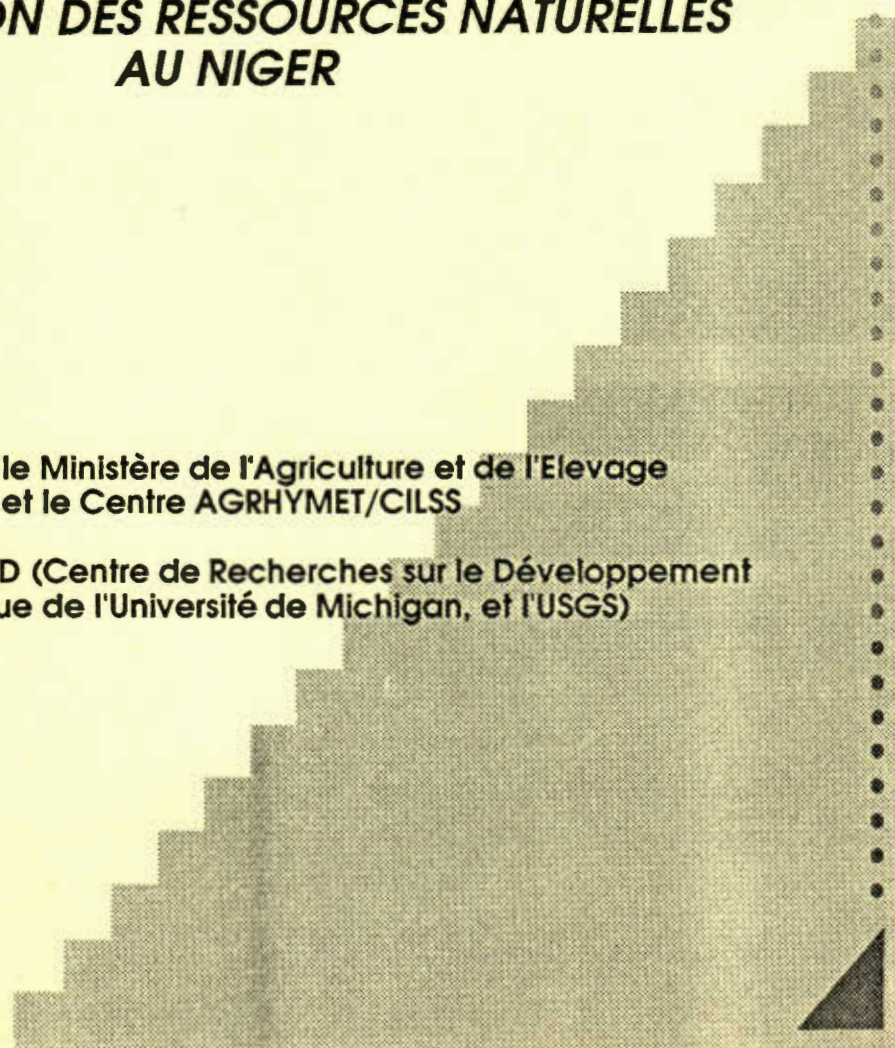 ON DES RESSOURCES NATURELLES
AU NIGER
le Ministère de l'Agriculture et de l'Elevage
et le Centre AGRHYMET/CILSS
D (Centre de Recherches sur le Développement
ue de l'Université de Michigan, et l'USGS)